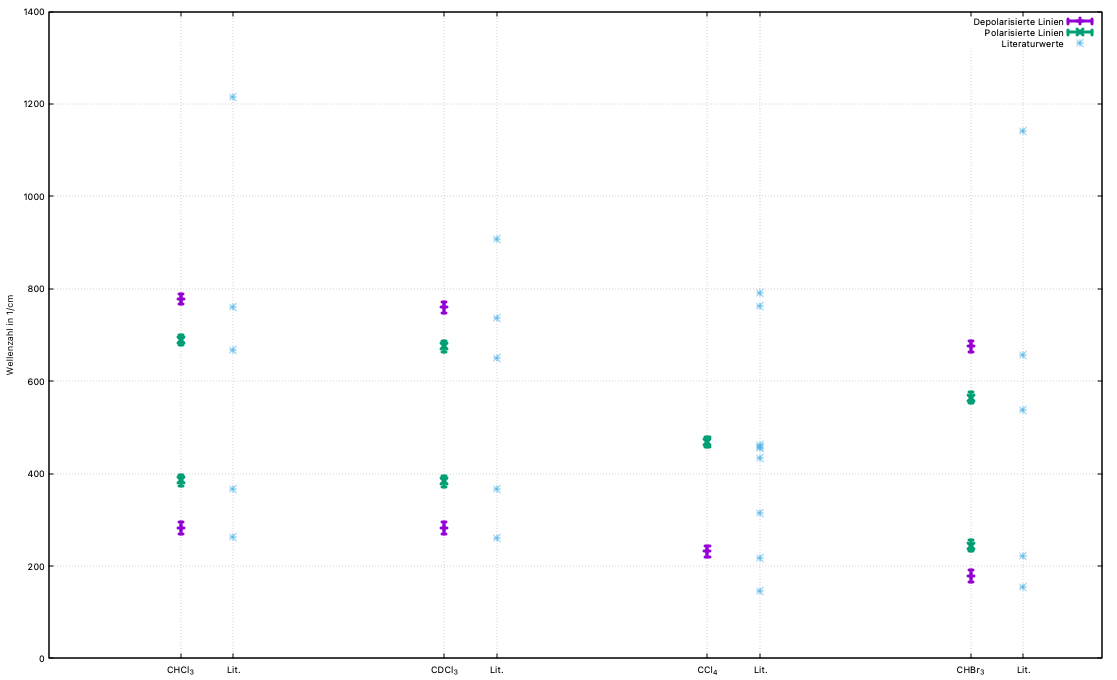 Depolarisierte Linien
Polarisierte Linien
Literaturwerte
Wellenzahl in 1/cm
1400
1200
1000
800
600
400
200
0
CHCl₃ Lit. CDCl₃ Lit. CCl₄ Lit. CHBr₃ Lit.